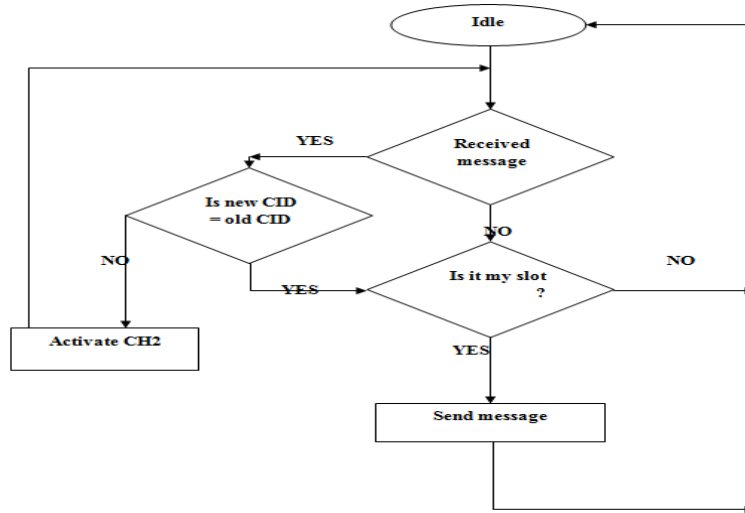 Idle
YES
Received
message
Is new CID
= old CID
NO
NO
Is it my slot
?
NO
YES
Activate CH2
YES
Send message